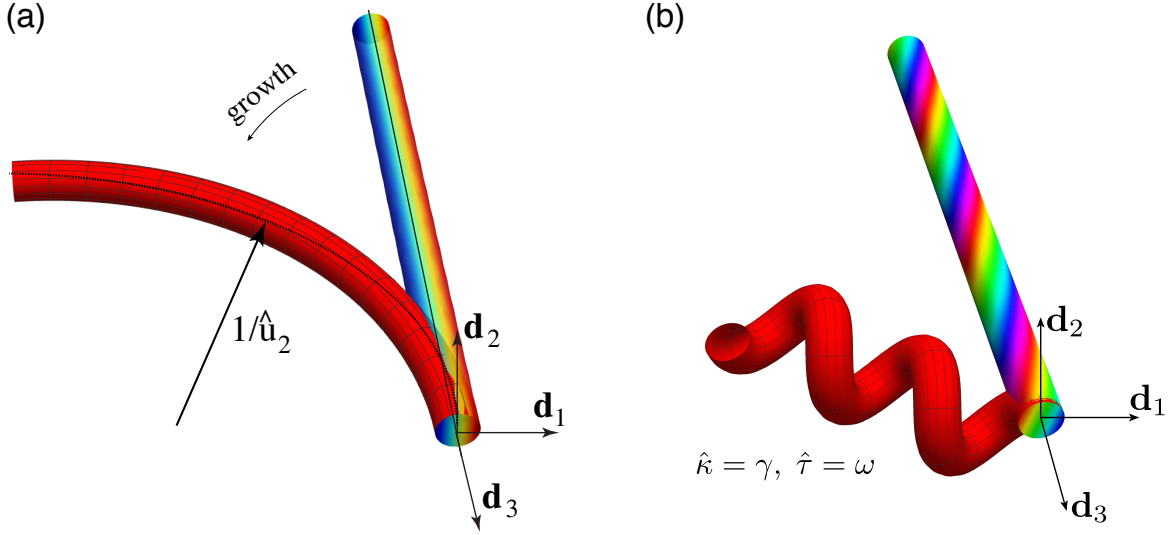 (a)
growth
1/û₂
d₂
d₁
d₃
(b)
d₂
d₁
d₃
κ̂ = γ, τ̂ = ω